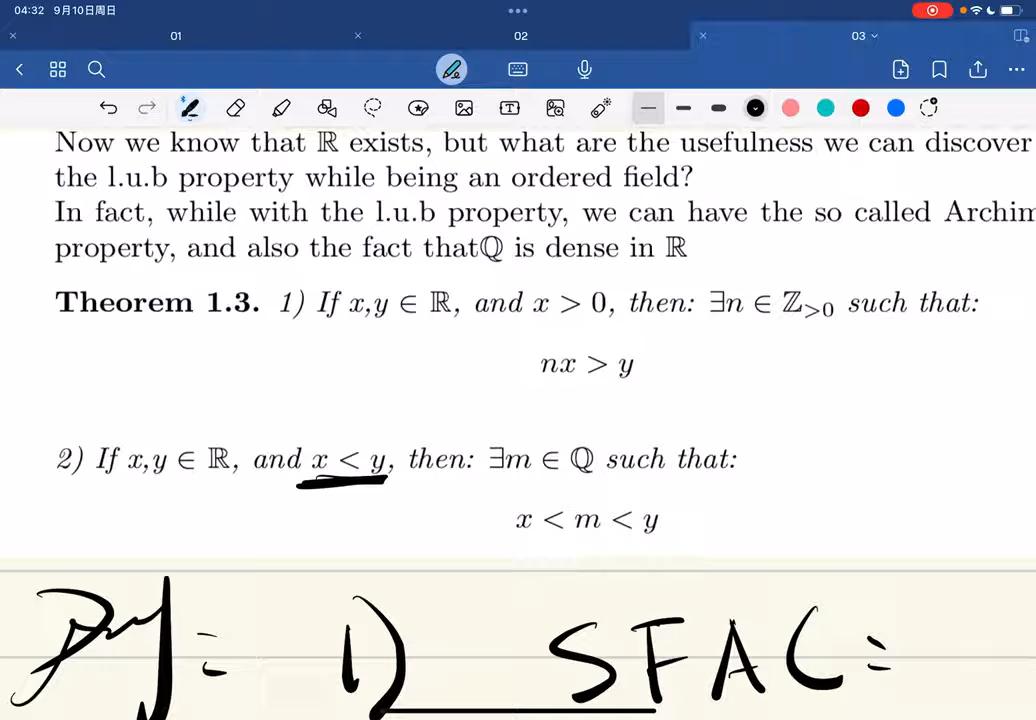 04:32 9月10日周日
01 02 03
Now we know that ℝ exists, but what are the usefulness we can discover
the l.u.b property while being an ordered field?
In fact, while with the l.u.b property, we can have the so called Archim
property, and also the fact thatℚ is dense in ℝ
Theorem 1.3. 1) If x,y ∈ ℝ, and x > 0, then: ∃n ∈ ℤ>0 such that:
nx > y
2) If x,y ∈ ℝ, and x < y, then: ∃m ∈ ℚ such that:
x < m < y
1) SFAC: